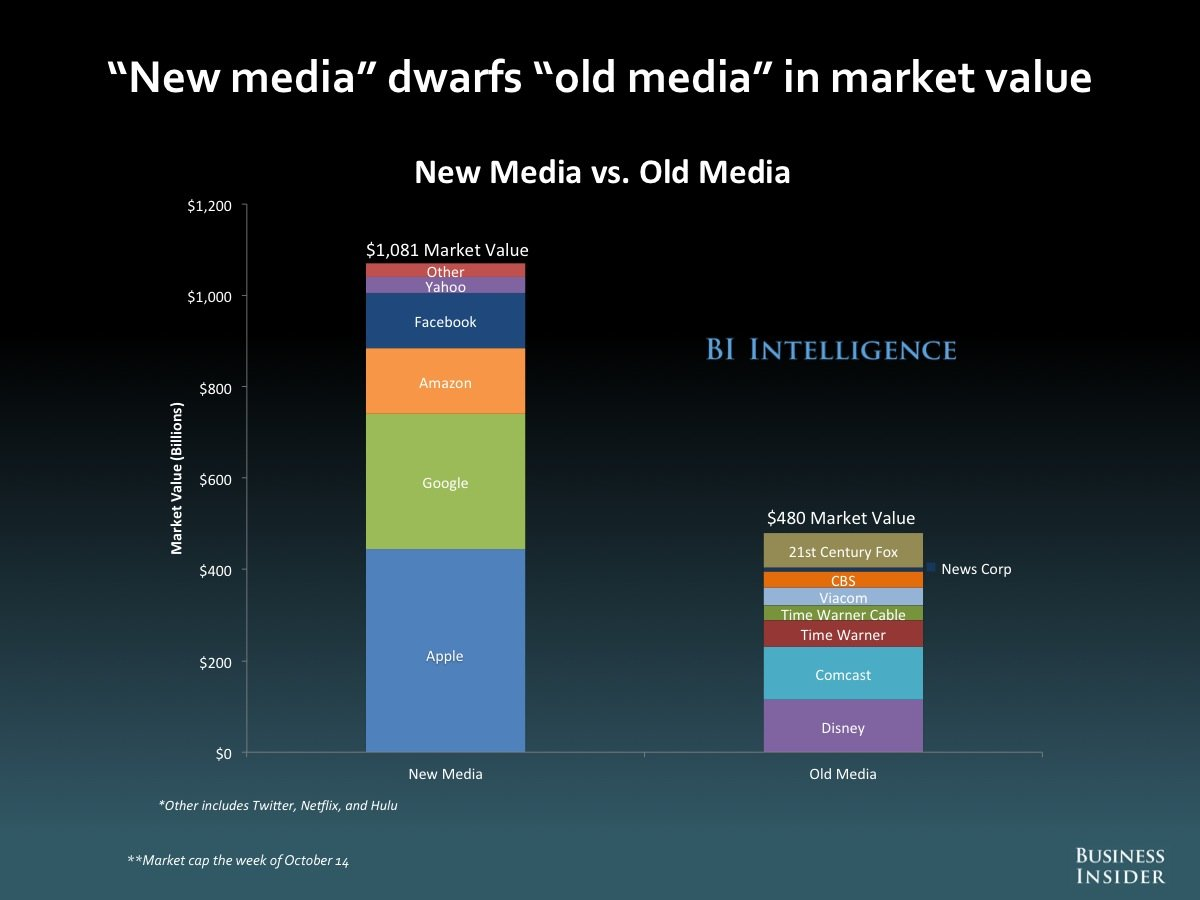 “New media” dwarfs “old media” in market value
New Media vs. Old Media
$1,200
$1,000
$800
$600
$400
$200
$0
Market Value (Billions)
$1,081 Market Value
Other
Yahoo
Facebook
Amazon
Google
Apple
New Media
BI INTELLIGENCE
$480 Market Value
21st Century Fox
News Corp
CBS
Viacom
Time Warner Cable
Time Warner
Comcast
Disney
Old Media
*Other includes Twitter, Netflix, and Hulu
**Market cap the week of October 14
BUSINESS
INSIDER